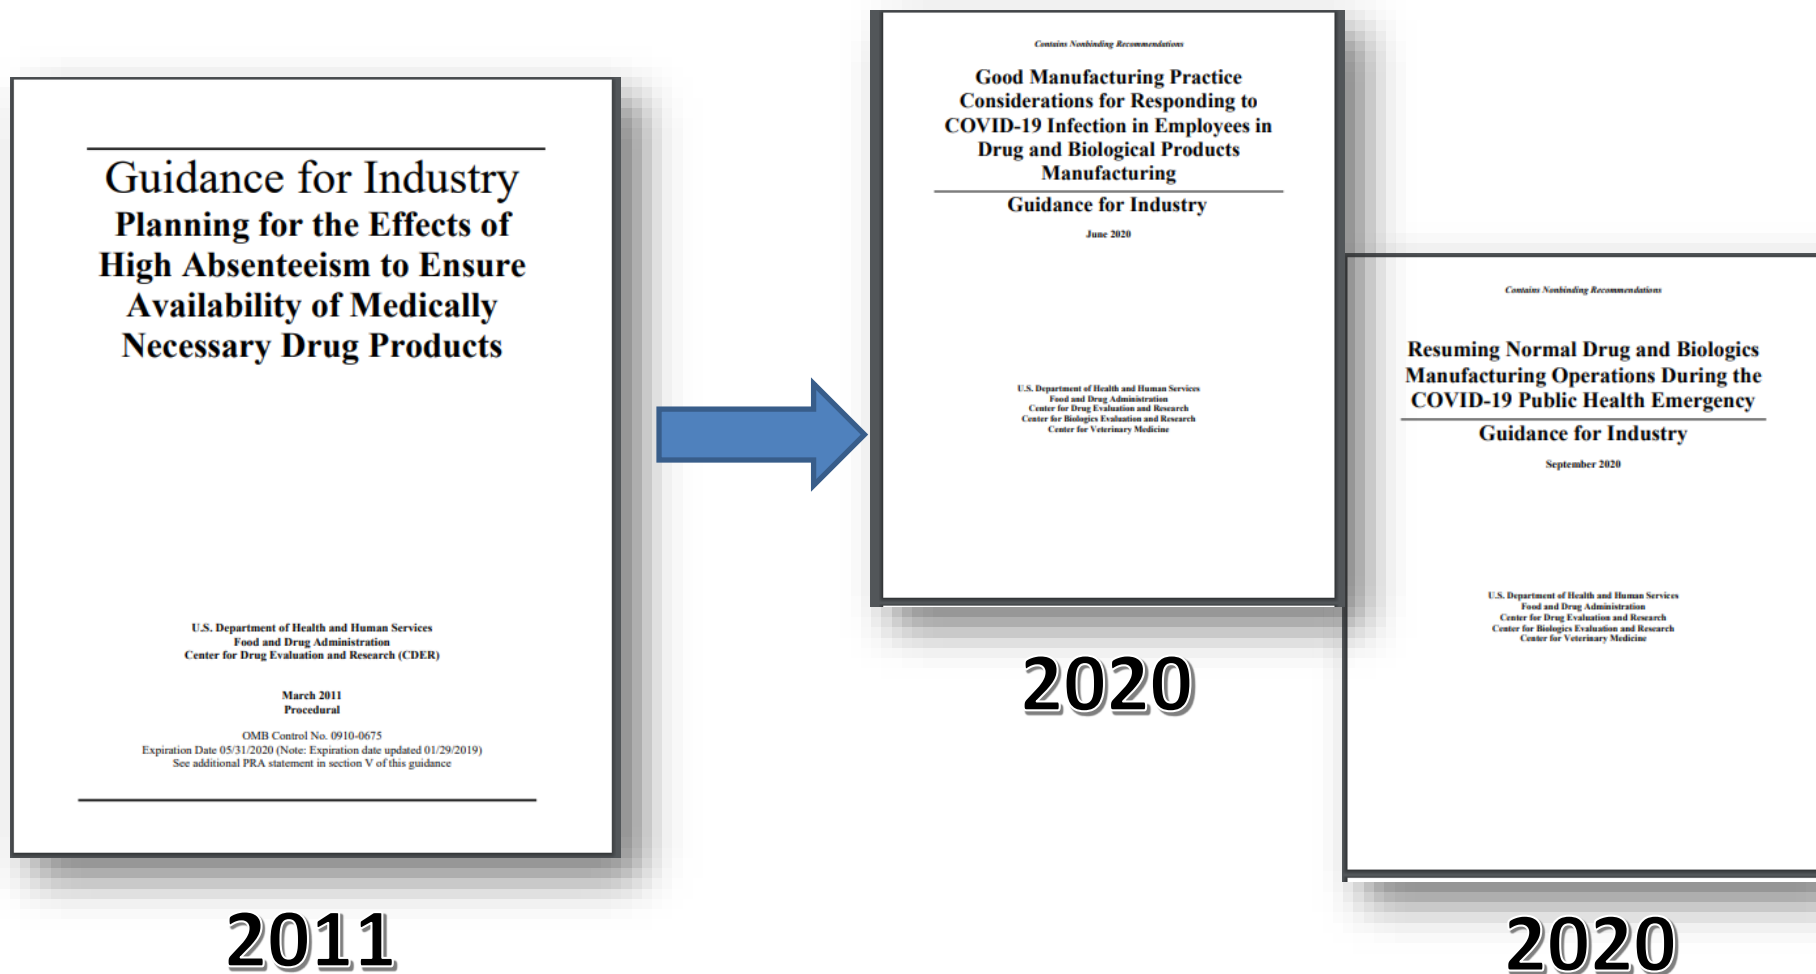 Guidance for Industry
Planning for the Effects of
High Absenteeism to Ensure
Availability of Medically
Necessary Drug Products
U.S. Department of Health and Human Services
Food and Drug Administration
Center for Drug Evaluation and Research (CDER)
March 2011
Procedural
OMB Control No. 0910-0675
Expiration Date 05/31/2020 (Note: Expiration date updated 01/29/2019)
See additional PRA statement in section V of this guidance
2011
Contains Nonbinding Recommendations
Good Manufacturing Practice
Considerations for Responding to
COVID-19 Infection in Employees in
Drug and Biological Products
Manufacturing
Guidance for Industry
June 2020
U.S. Department of Health and Human Services
Food and Drug Administration
Center for Drug Evaluation and Research
Center for Biologics Evaluation and Research
Center for Veterinary Medicine
2020
Contains Nonbinding Recommendations
Resuming Normal Drug and Biologics
Manufacturing Operations During the
COVID-19 Public Health Emergency
Guidance for Industry
September 2020
U.S. Department of Health and Human Services
Food and Drug Administration
Center for Drug Evaluation and Research
Center for Biologics Evaluation and Research
Center for Veterinary Medicine
2020